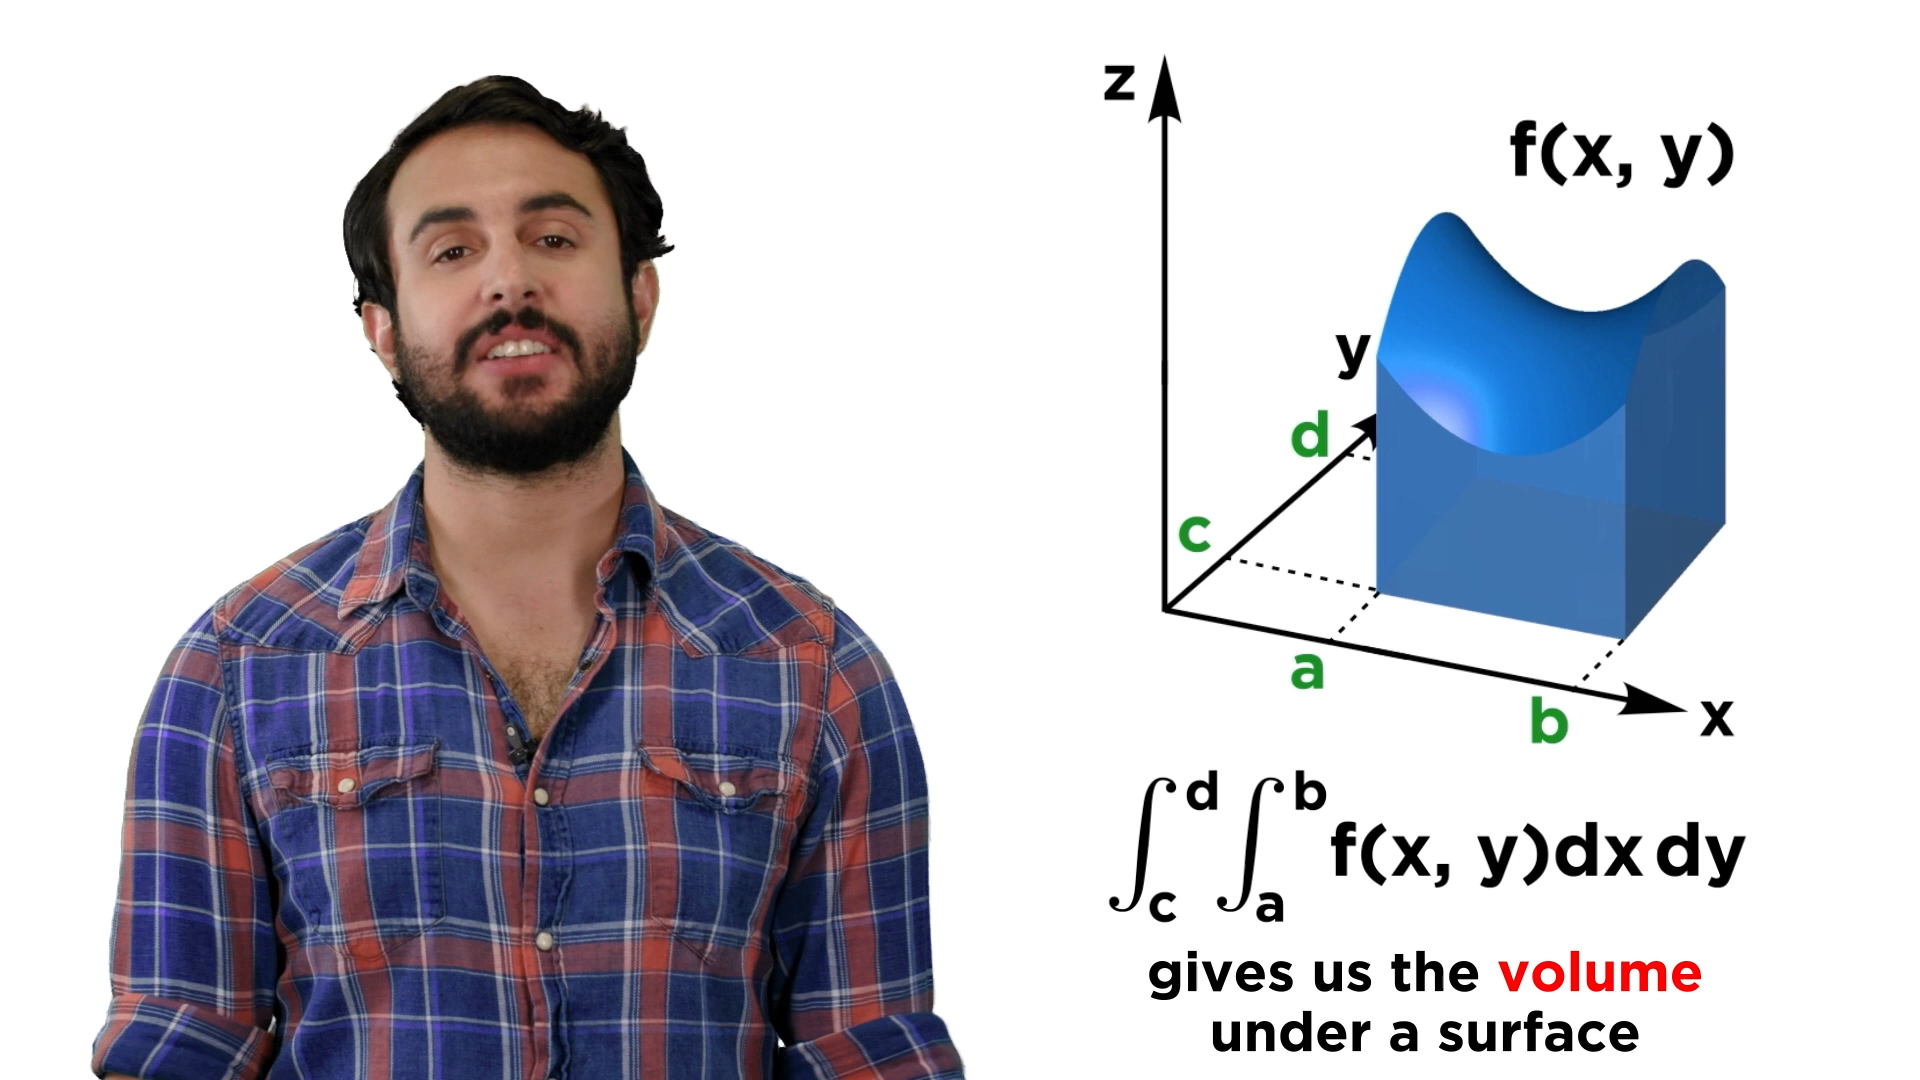 z
f(x, y)
y
d
c
a
b
x
∫_c^d ∫_a^b f(x, y)dx dy
gives us the volume
under a surface